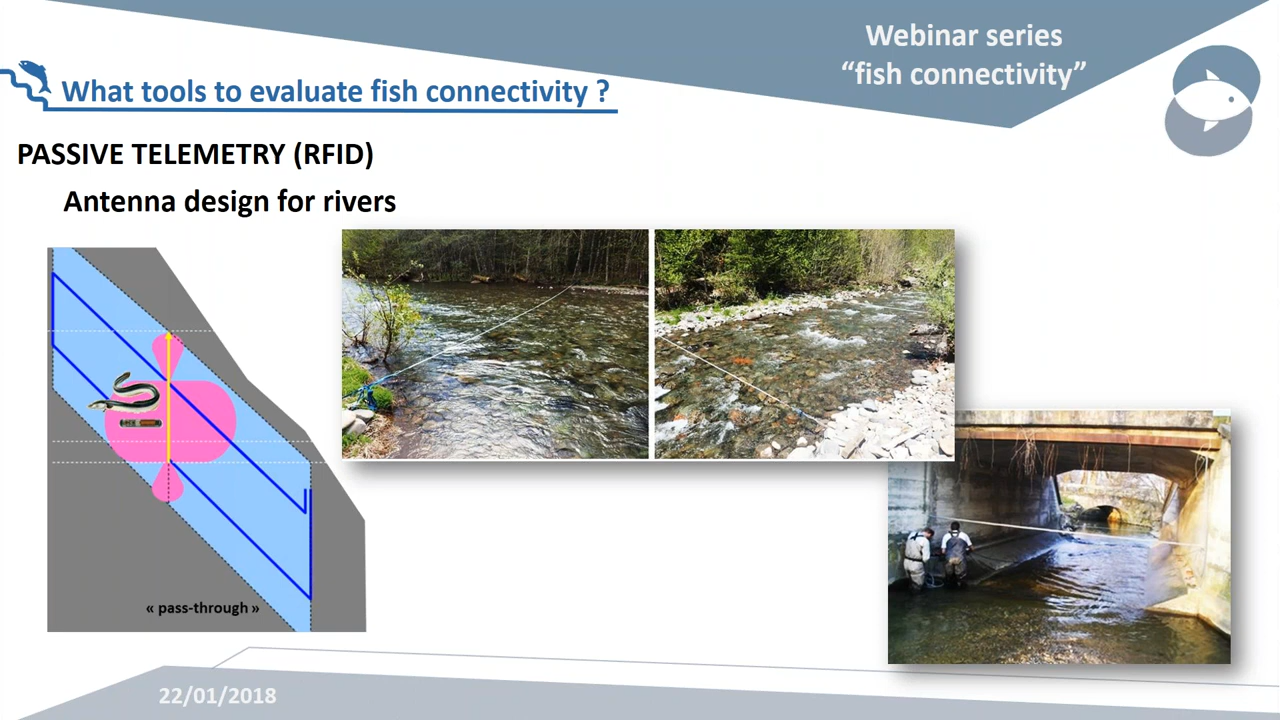 Webinar series
“fish connectivity”
What tools to evaluate fish connectivity ?
PASSIVE TELEMETRY (RFID)
Antenna design for rivers
« pass-through »
22/01/2018